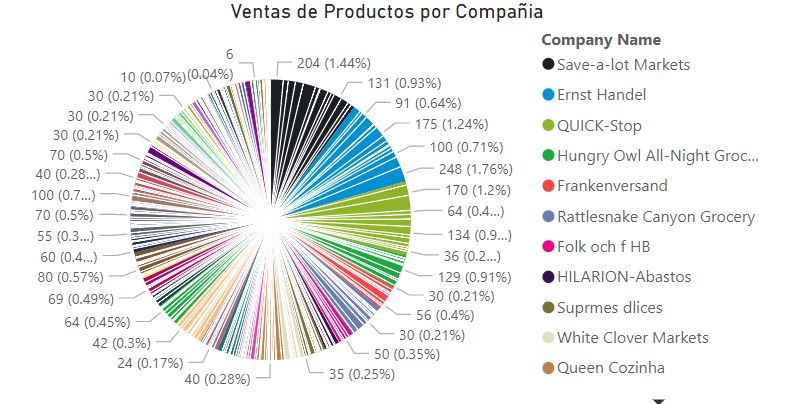 Ventas de Productos por Compañia
6
10 (0.07%)
(0.04%)
204 (1.44%)
131 (0.93%)
91 (0.64%)
175 (1.24%)
100 (0.71%)
248 (1.76%)
170 (1.2%)
64 (0.4...)
134 (0.9...)
36 (0.2...)
129 (0.91%)
30 (0.21%)
56 (0.4%)
30 (0.21%)
50 (0.35%)
35 (0.25%)
40 (0.28%)
24 (0.17%)
42 (0.3%)
64 (0.45%)
69 (0.49%)
80 (0.57%)
60 (0.4...)
55 (0.3...)
70 (0.5%)
100 (0.7...)
40 (0.28...)
70 (0.5%)
30 (0.21%)
30 (0.21%)
30 (0.21%)
Company Name
Save-a-lot Markets
Ernst Handel
QUICK-Stop
Hungry Owl All-Night Groc...
Frankenversand
Rattlesnake Canyon Grocery
Folk och f HB
HILARION-Abastos
Suprmes dlices
White Clover Markets
Queen Cozinha